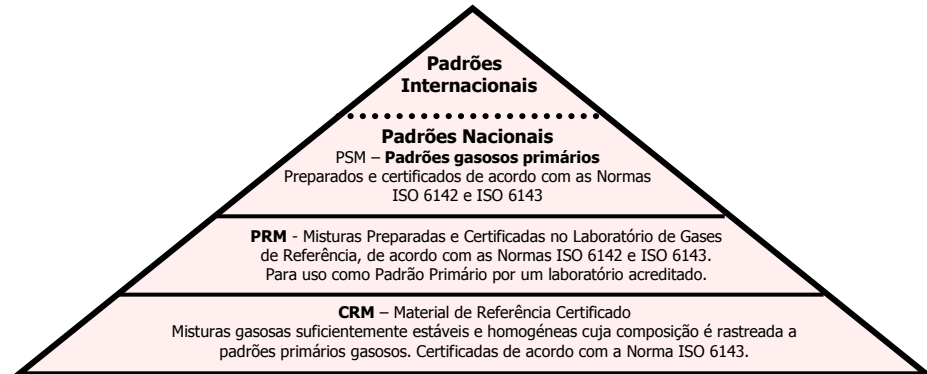 Padrões
Internacionais
Padrões Nacionais
PSM – Padrões gasosos primários
Preparados e certificados de acordo com as Normas
ISO 6142 e ISO 6143
PRM - Misturas Preparadas e Certificadas no Laboratório de Gases
de Referência, de acordo com as Normas ISO 6142 e ISO 6143.
Para uso como Padrão Primário por um laboratório acreditado.
CRM – Material de Referência Certificado
Misturas gasosas suficientemente estáveis e homogéneas cuja composição é rastreada a
padrões primários gasosos. Certificadas de acordo com a Norma ISO 6143.